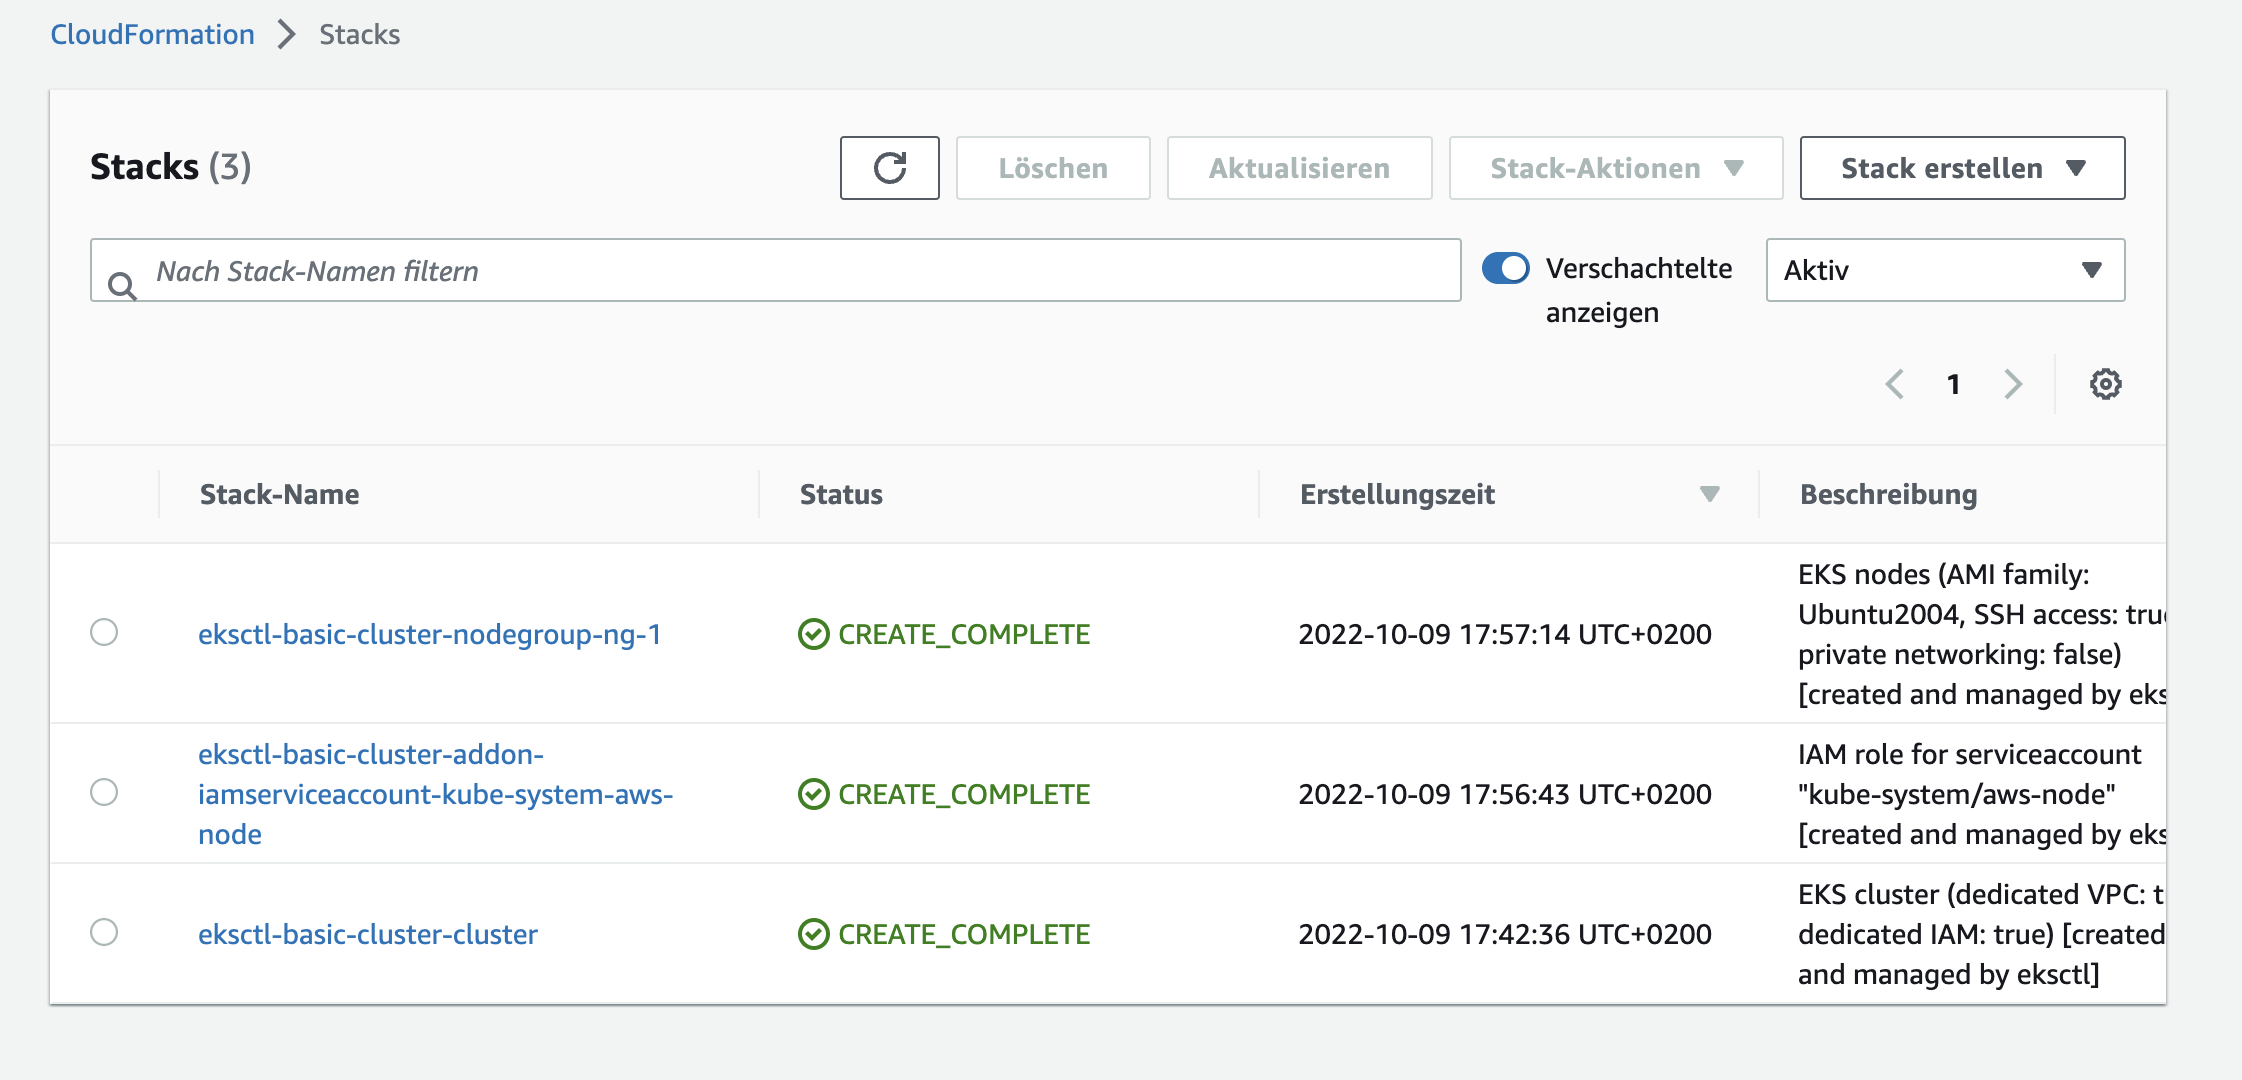 CloudFormation > Stacks
Stacks (3)
Löschen
Aktualisieren
Stack-Aktionen
Stack erstellen
Nach Stack-Namen filtern
Verschachtelte
anzeigen
Aktiv
1
Stack-Name Status Erstellungszeit Beschreibung
eksctl-basic-cluster-nodegroup-ng-1
CREATE_COMPLETE
2022-10-09 17:57:14 UTC+0200
EKS nodes (AMI family:
Ubuntu2004, SSH access: tru
private networking: false)
[created and managed by eks
eksctl-basic-cluster-addon-
iamserviceaccount-kube-system-aws-
node
CREATE_COMPLETE
2022-10-09 17:56:43 UTC+0200
IAM role for serviceaccount
"kube-system/aws-node"
[created and managed by eks
eksctl-basic-cluster-cluster
CREATE_COMPLETE
2022-10-09 17:42:36 UTC+0200
EKS cluster (dedicated VPC: t
dedicated IAM: true) [created
and managed by eksctl]